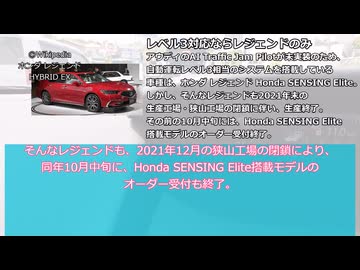 ©Wikipedia
ホンダ レジェンド
HYBRID EX
レベル3対応ならレジェンドのみ
アウディのAI Traffic Jam Pilotが未実装のため、
自動運転レベル3相当のシステムを搭載している
車種は、ホンダ レジェンド Honda SENSING Elite。
しかし、そんなレジェンドも2021年末の
生産工場・狭山工場の閉鎖に伴い、生産終了。
その前の10月中旬には、Honda SENSING Elite
搭載モデルのオーダー受付終了。
そんなレジェンドも、2021年12月の狭山工場の閉鎖により、
同年10月中旬に、Honda SENSING Elite搭載モデルの
オーダー受付も終了。